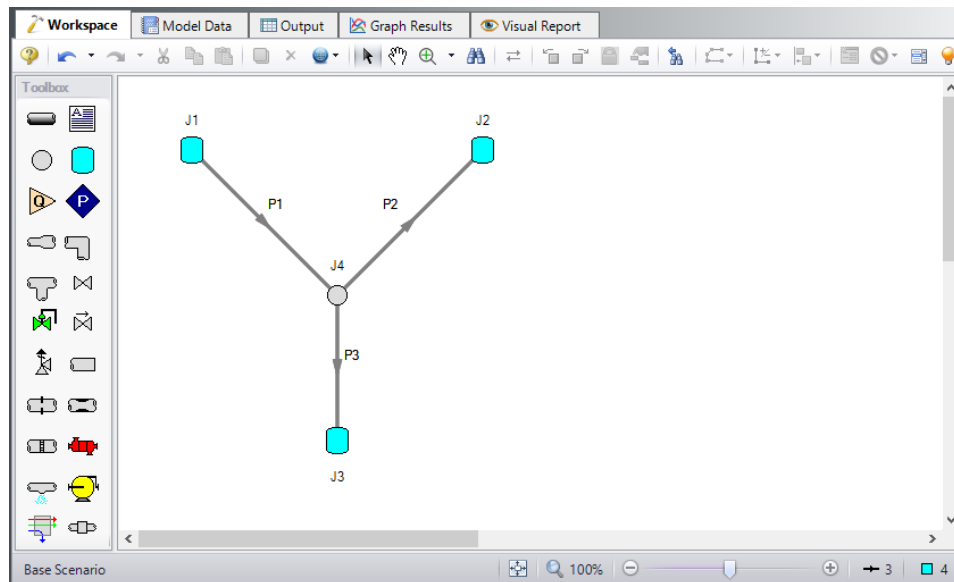 Workspace
Model Data
Output
Graph Results
Visual Report
Toolbox
A
Q
P
J1
J2
P1
P2
J4
P3
J3
Base Scenario
100%
3
4